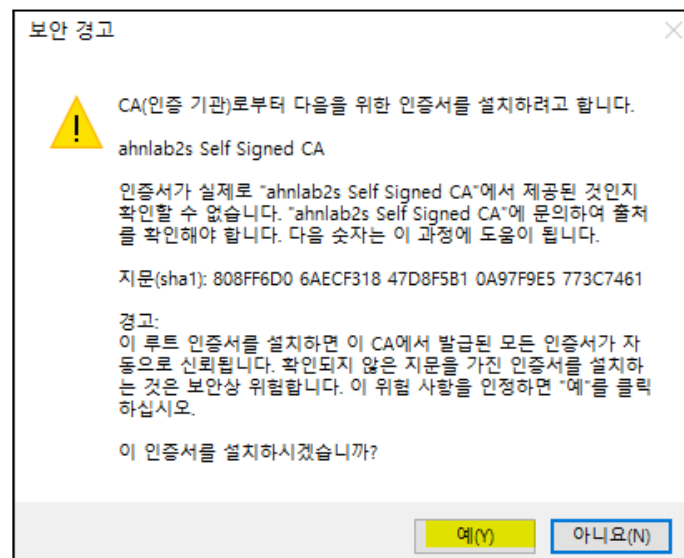 보안 경고
CA(인증 기관)로부터 다음을 위한 인증서를 설치하려고 합니다.
ahnlab2s Self Signed CA
인증서가 실제로 "ahnlab2s Self Signed CA"에서 제공된 것인지
확인할 수 없습니다. "ahnlab2s Self Signed CA"에 문의하여 출처
를 확인해야 합니다. 다음 숫자는 이 과정에 도움이 됩니다.
지문(sha1): 808FF6D0 6AECF318 47D8F5B1 0A97F9E5 773C7461
경고:
이 루트 인증서를 설치하면 이 CA에서 발급된 모든 인증서가 자
동으로 신뢰됩니다. 확인되지 않은 지문을 가진 인증서를 설치하
는 것은 보안상 위험합니다. 이 위험 사항을 인정하면 "예"를 클릭
하십시오.
이 인증서를 설치하시겠습니까?
예(Y) 아니요(N)